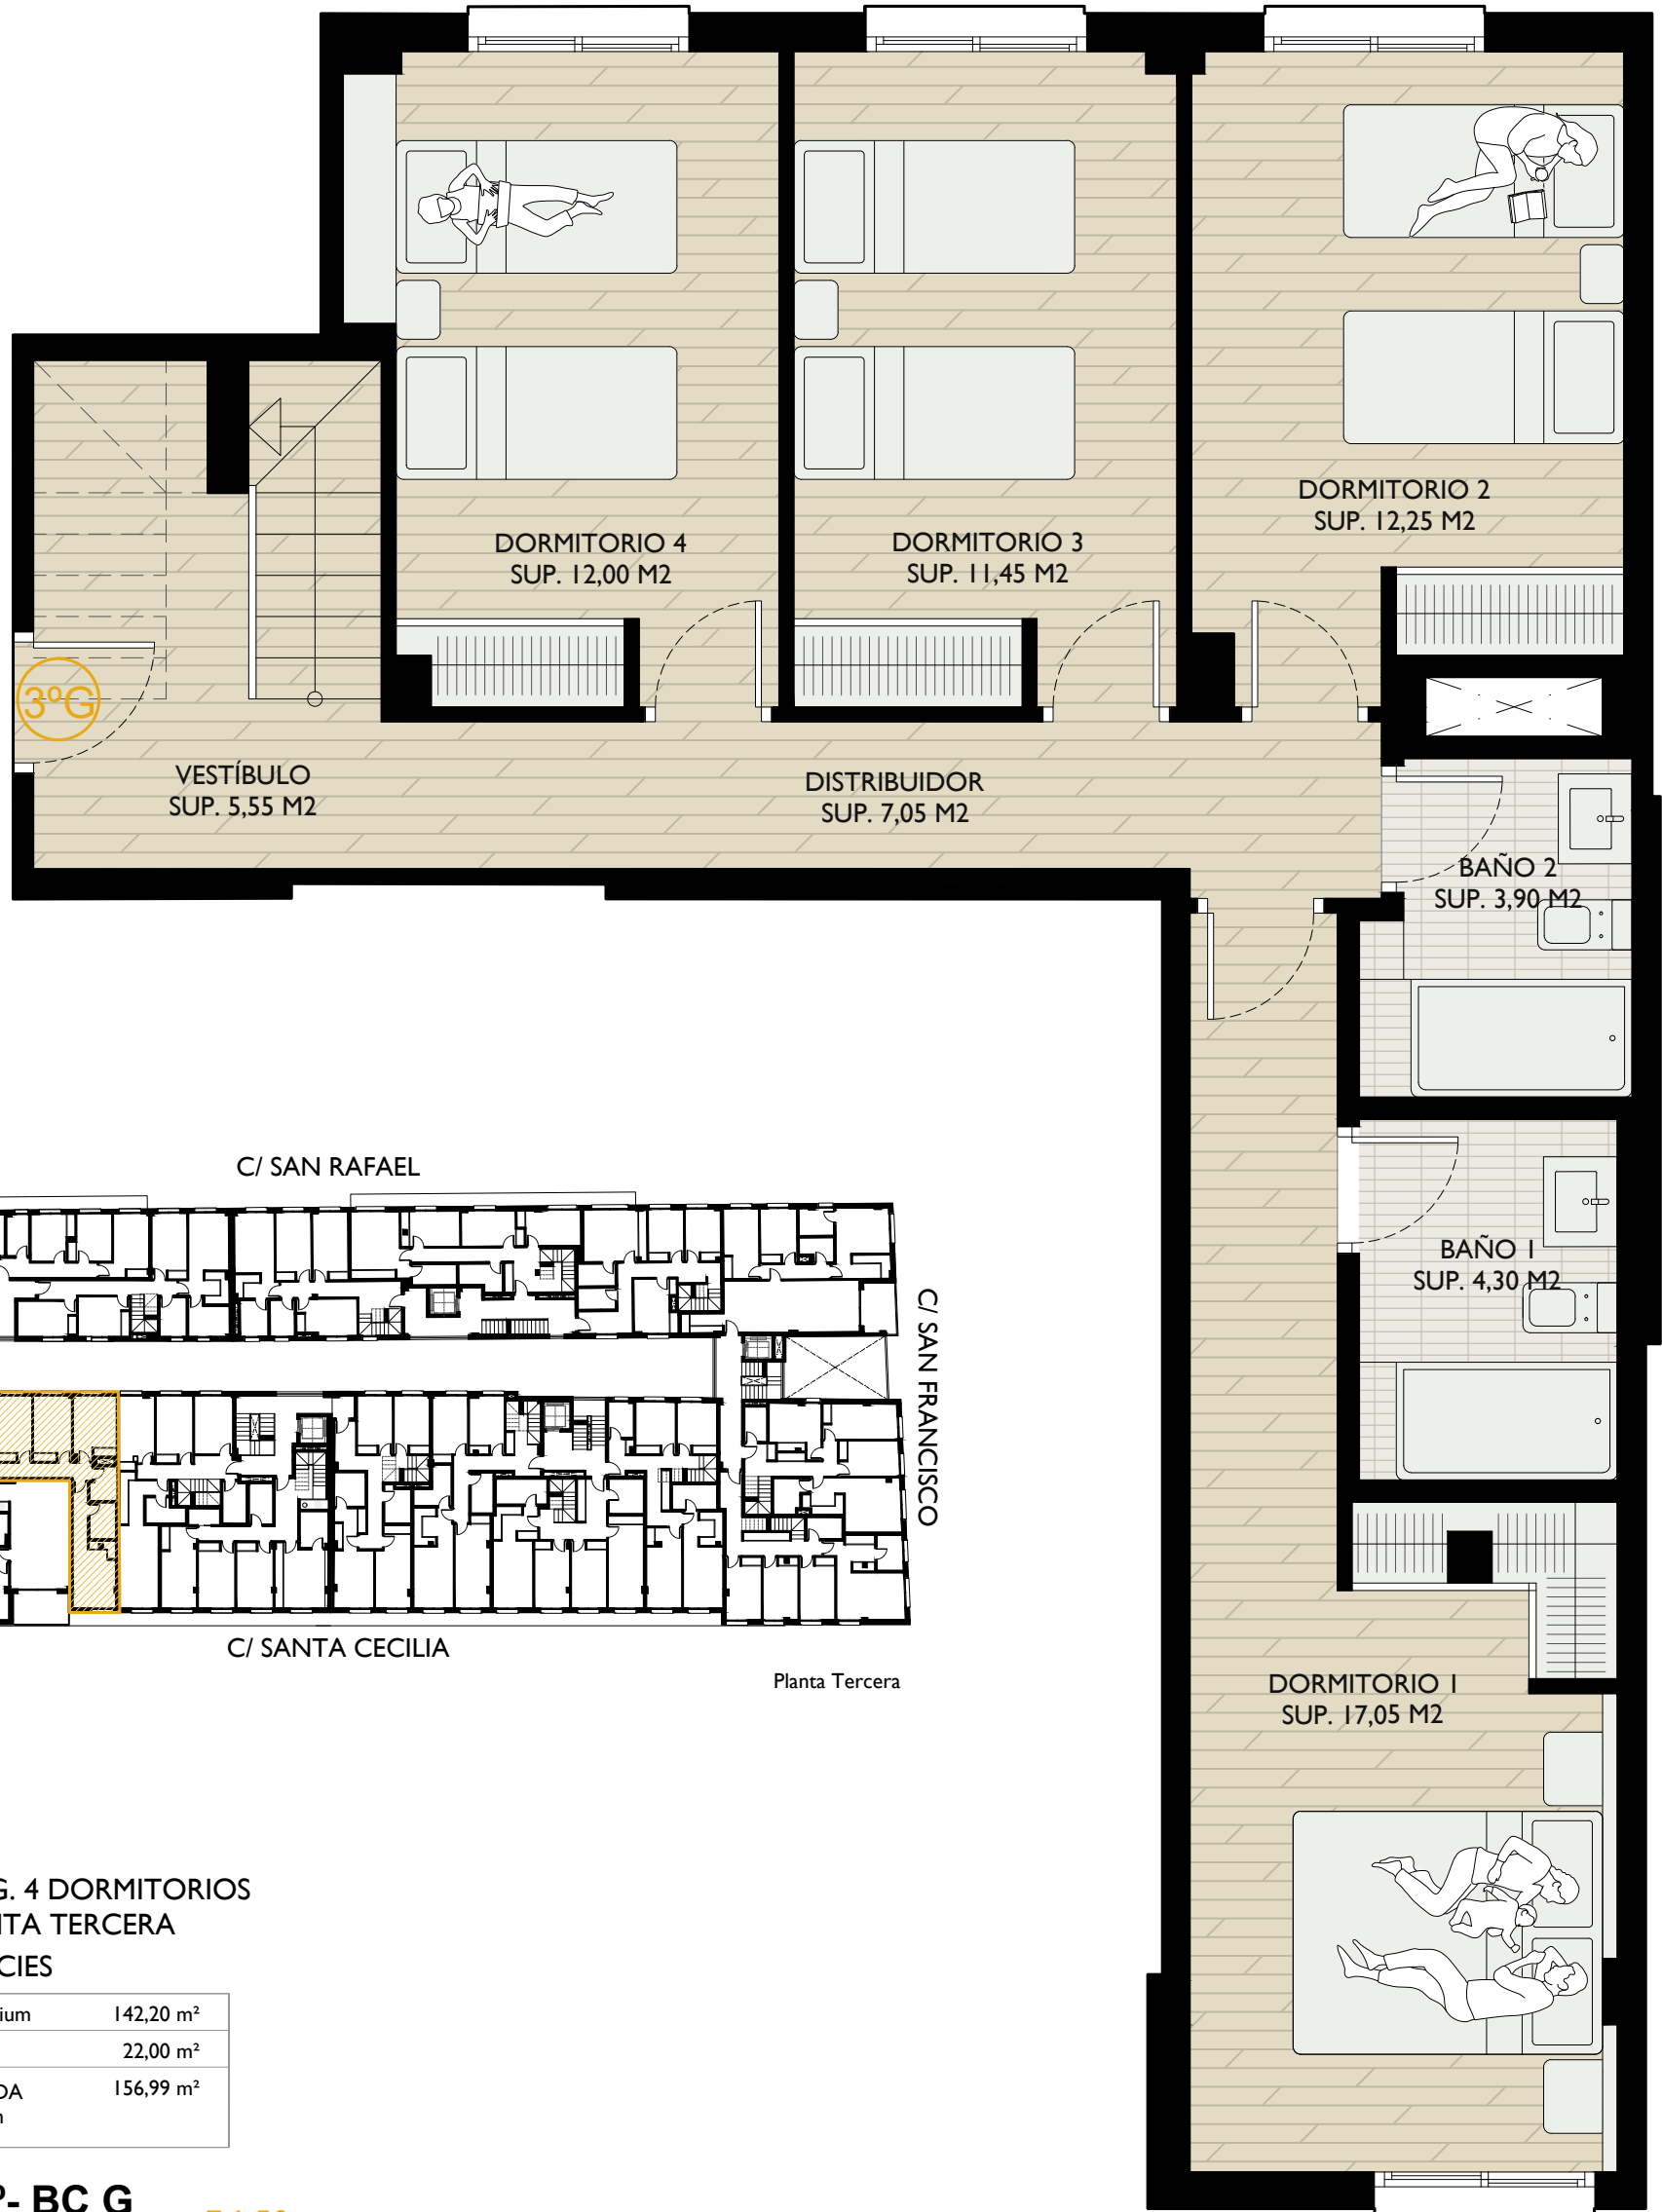 DORMITORIO 4
SUP. 12,00 M2
DORMITORIO 3
SUP. 11,45 M2
DORMITORIO 2
SUP. 12,25 M2
3ºG
VESTÍBULO
SUP. 5,55 M2
DISTRIBUIDOR
SUP. 7,05 M2
BAÑO 2
SUP. 3,90 M2
BAÑO 1
SUP. 4,30 M2
DORMITORIO 1
SUP. 17,05 M2
C/ SAN RAFAEL
C/ SAN FRANCISCO
C/ SANTA CECILIA
Planta Tercera
G. 4 DORMITORIOS
TA TERCERA
CIES
ium 142,20 m²
22,00 m²
DA 156,99 m²
- BC G